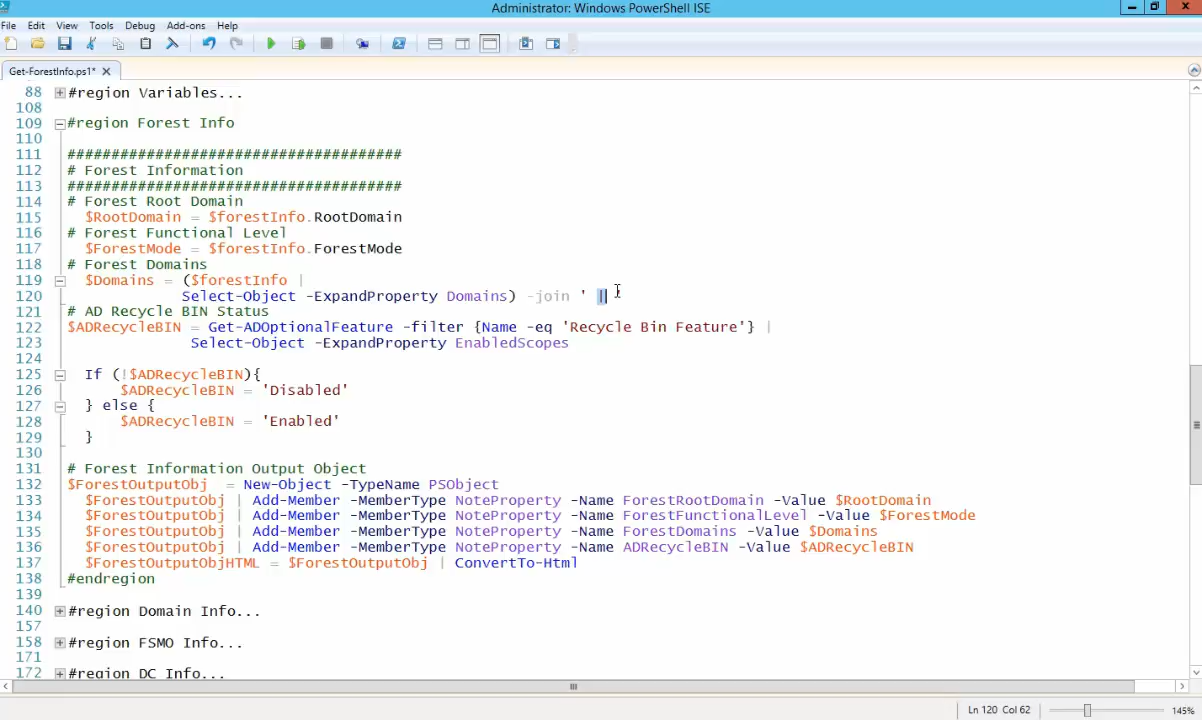 Administrator: Windows PowerShell ISE
File Edit View Tools Debug Add-ons Help
Get-ForestInfo.ps1* X
88 #region Variables...
108
109 #region Forest Info
110
111 ######################################
112 # Forest Information
113 ######################################
114 # Forest Root Domain
115 $RootDomain = $forestInfo.RootDomain
116 # Forest Functional Level
117 $ForestMode = $forestInfo.ForestMode
118 # Forest Domains
119 $Domains = ($forestInfo |
120 Select-Object -ExpandProperty Domains) -join ' |
121 # AD Recycle BIN Status
122 $ADRecycleBIN = Get-ADOptionalFeature -filter {Name -eq 'Recycle Bin Feature'} |
123 Select-Object -ExpandProperty EnabledScopes
124
125 If (!$ADRecycleBIN){
126 $ADRecycleBIN = 'Disabled'
127 } else {
128 $ADRecycleBIN = 'Enabled'
129 }
130
131 # Forest Information Output Object
132 $ForestOutputObj = New-Object -TypeName PSObject
133 $ForestOutputObj | Add-Member -MemberType NoteProperty -Name ForestRootDomain -Value $RootDomain
134 $ForestOutputObj | Add-Member -MemberType NoteProperty -Name ForestFunctionalLevel -Value $ForestMode
135 $ForestOutputObj | Add-Member -MemberType NoteProperty -Name ForestDomains -Value $Domains
136 $ForestOutputObj | Add-Member -MemberType NoteProperty -Name ADRecycleBIN -Value $ADRecycleBIN
137 $ForestOutputObjHTML = $ForestOutputObj | ConvertTo-Html
138 #endregion
139
140 #region Domain Info...
157
158 #region FSMO Info...
171
172 #region DC Info...
Ln 120 Col 62 145%